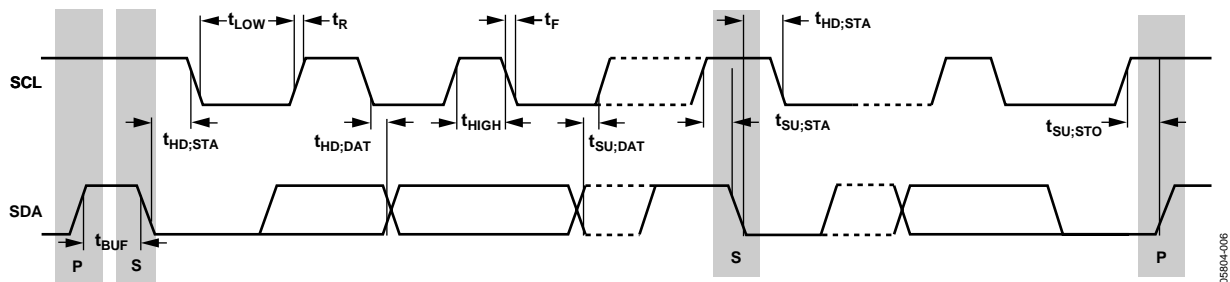 tLOW
tR
tF
tHD;STA
SCL
tHD;STA
tHD;DAT
tHIGH
tSU;DAT
tSU;STA
tSU;STO
SDA
tBUF
P
S
S
P
05804-006